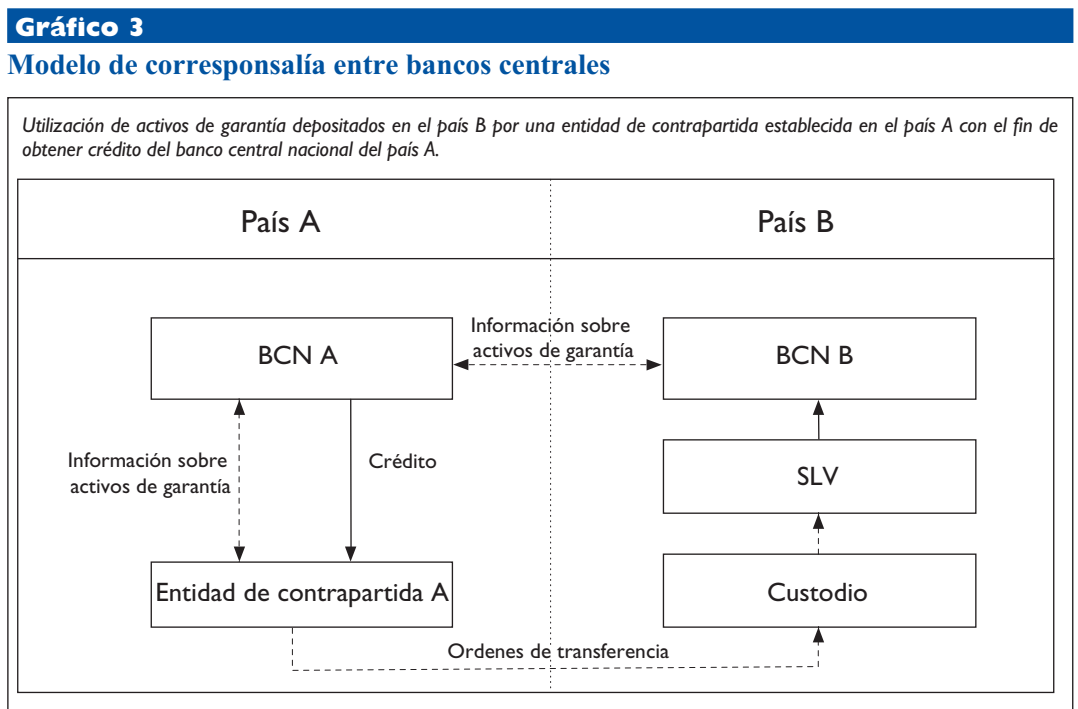 Gráfico 3
Modelo de corresponsalía entre bancos centrales
Utilización de activos de garantía depositados en el país B por una entidad de contrapartida establecida en el país A con el fin de
obtener crédito del banco central nacional del país A.
País A
País B
BCN A
Información sobre
activos de garantía
BCN B
Información sobre
activos de garantía
Crédito
SLV
Entidad de contrapartida A
Custodio
Ordenes de transferencia